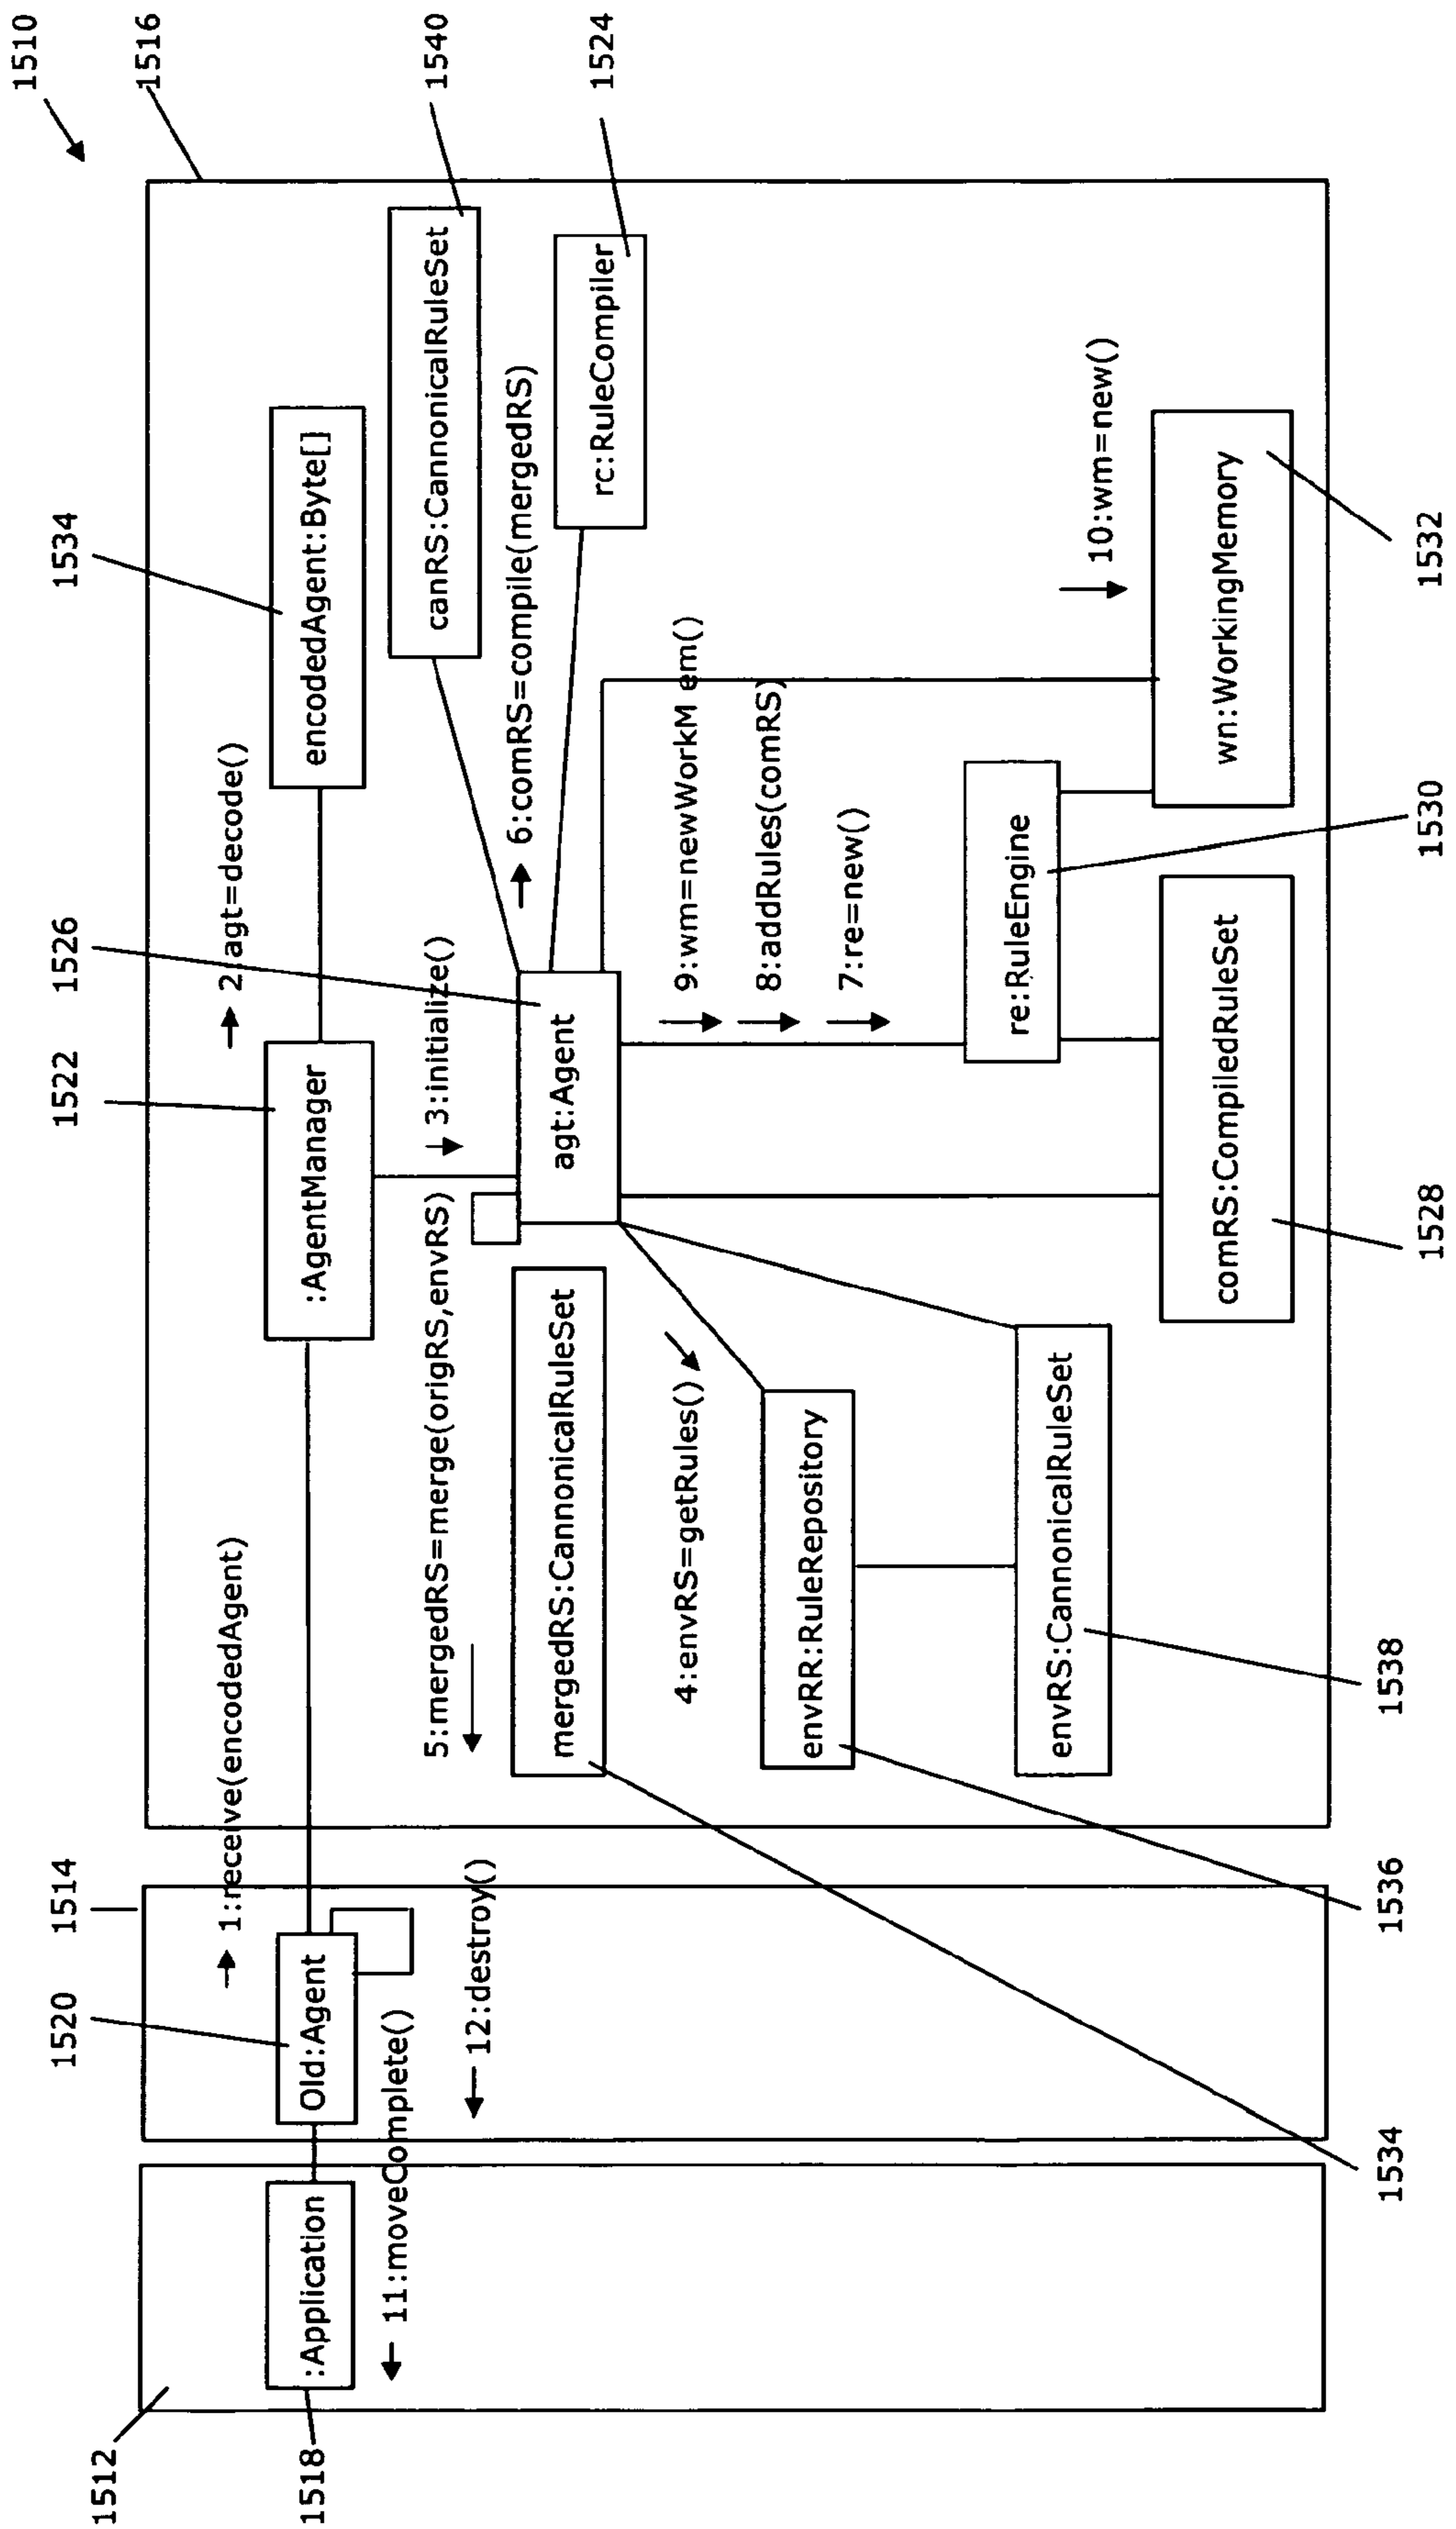 1510
1516
1540
1524
1534
1526
1522
1514
1520
1512
1518
1:receive(encodedAgent)
2:agt=decode()
:Application
Old:Agent
:AgentManager
encodedAgent:Byte[]
11:moveComplete()
12:destroy()
3:initialize()
canRS:CannonicalRuleSet
5:mergedRS=merge(origRS,envRS)
6:comRS=compile(mergedRS)
mergedRS:CannonicalRuleSet
agt:Agent
rc:RuleCompiler
4:envRS=getRules()
9:wm=newWorkM em()
8:addRules(comRS)
7:re=new()
envRR:RuleRepository
re:RuleEngine
10:wm=new()
envRS:CannonicalRuleSet
comRS:CompiledRuleSet
wn:WorkingMemory
1534
1536
1538
1528
1530
1532